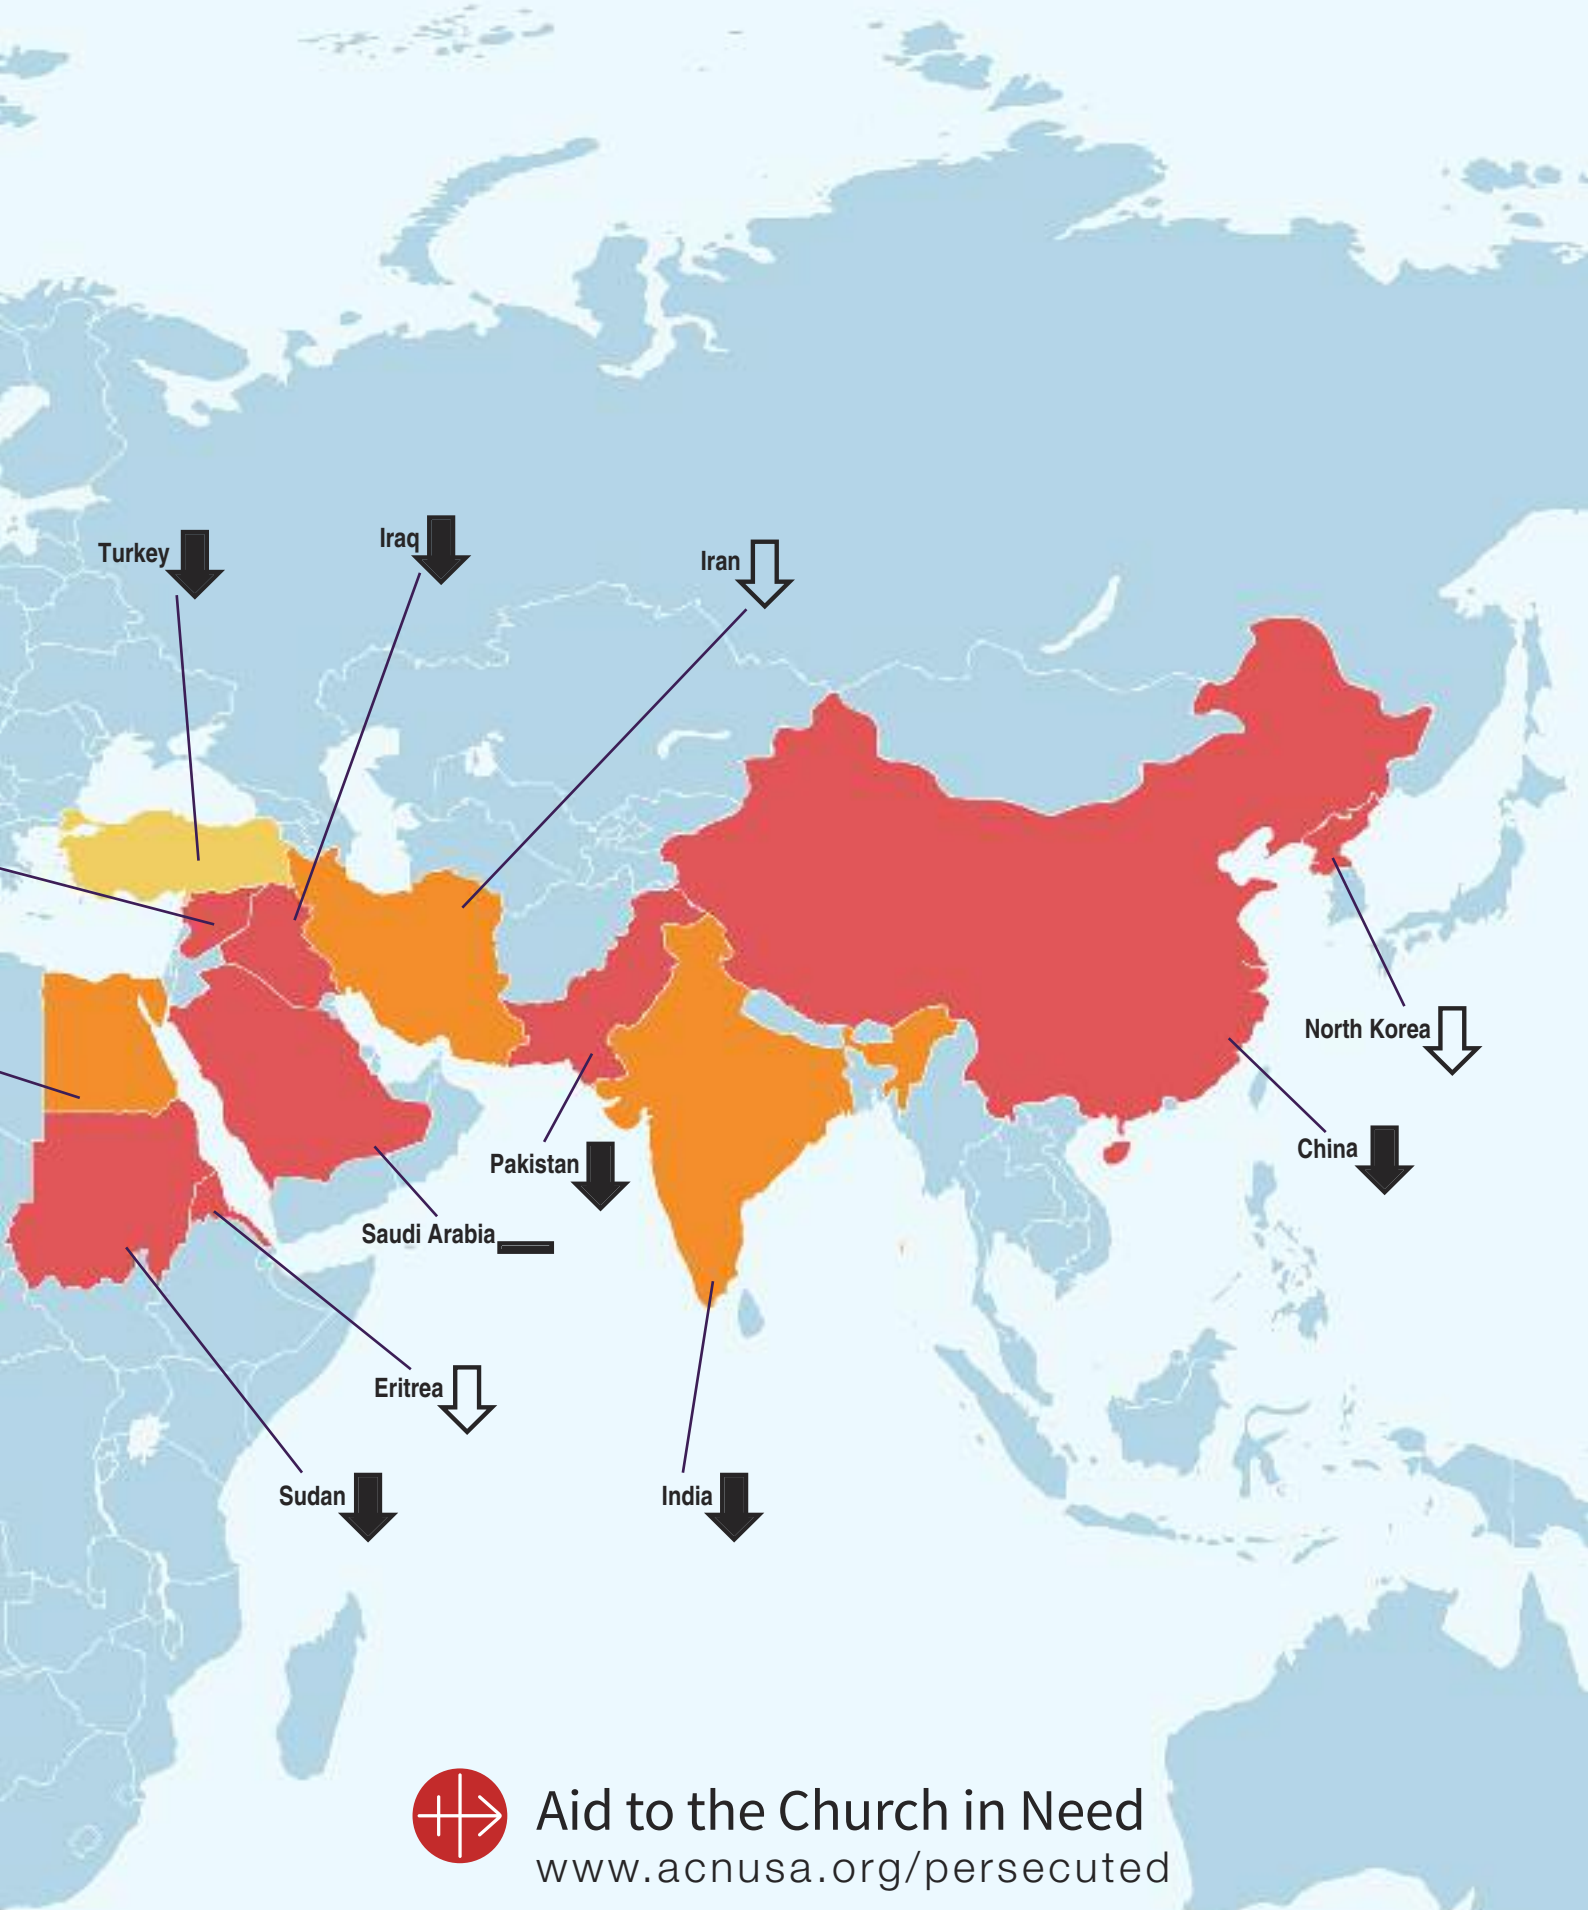 Turkey
Iraq
Iran
North Korea
China
Pakistan
Saudi Arabia
Eritrea
Sudan
India
Aid to the Church in Need
www.acnusa.org/persecuted